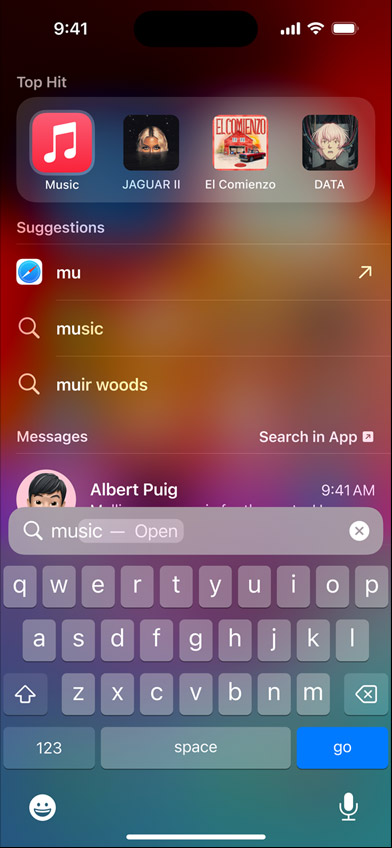 9:41
Top Hit
EL COMIENZO
Music JAGUAR II El Comienzo DATA
Suggestions
mu
music
muir woods
Messages Search in App
Albert Puig 9:41 AM
music — Open
q w e r t y u i o p
a s d f g h j k l
z x c v b n m
123 space go